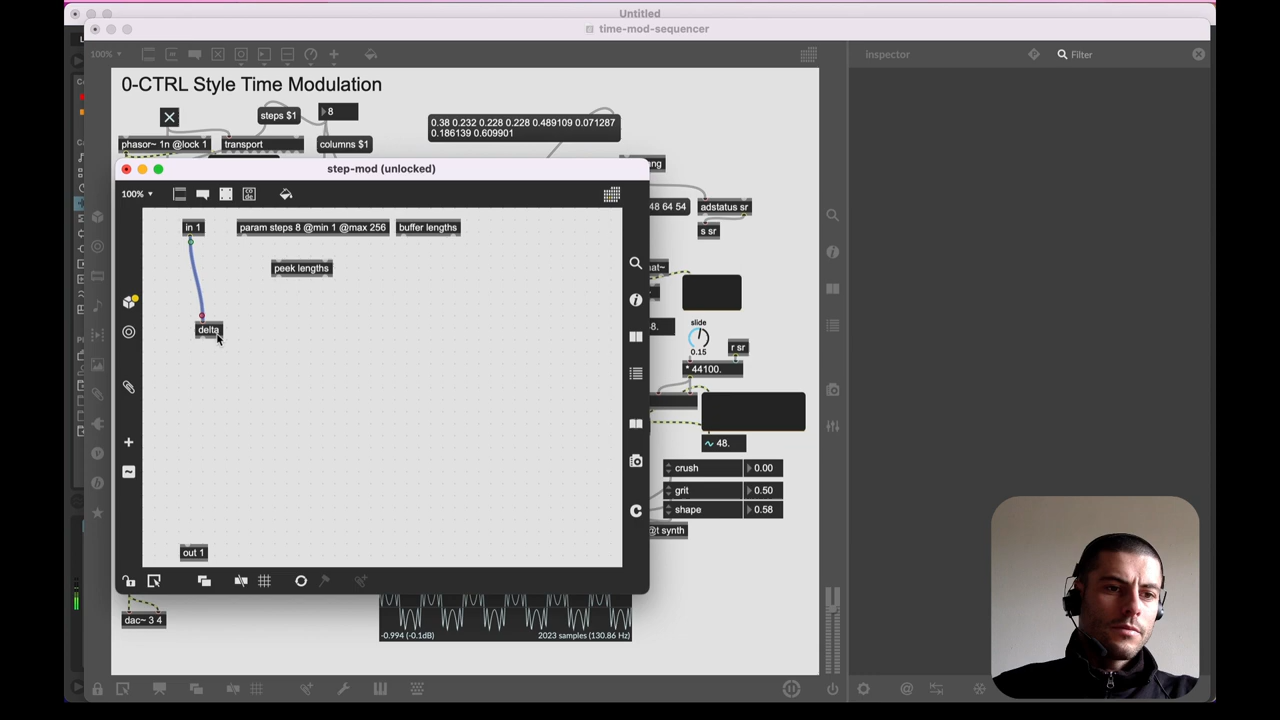 Untitled
time-mod-sequencer
100%
inspector
Filter
0-CTRL Style Time Modulation
steps $1
8
0.38 0.232 0.228 0.228 0.489109 0.071287
0.186139 0.609901
phasor~ 1n @lock 1
transport
columns $1
step-mod (unlocked)
100%
in 1
param steps 8 @min 1 @max 256
buffer lengths
peek lengths
delta
out 1
48 64 54
adstatus sr
s sr
slide
0.15
r sr
* 44100.
48.
crush
0.00
grit
0.50
shape
0.58
dac~ 3 4
-0.994 (-0.1dB)
2023 samples (130.86 Hz)